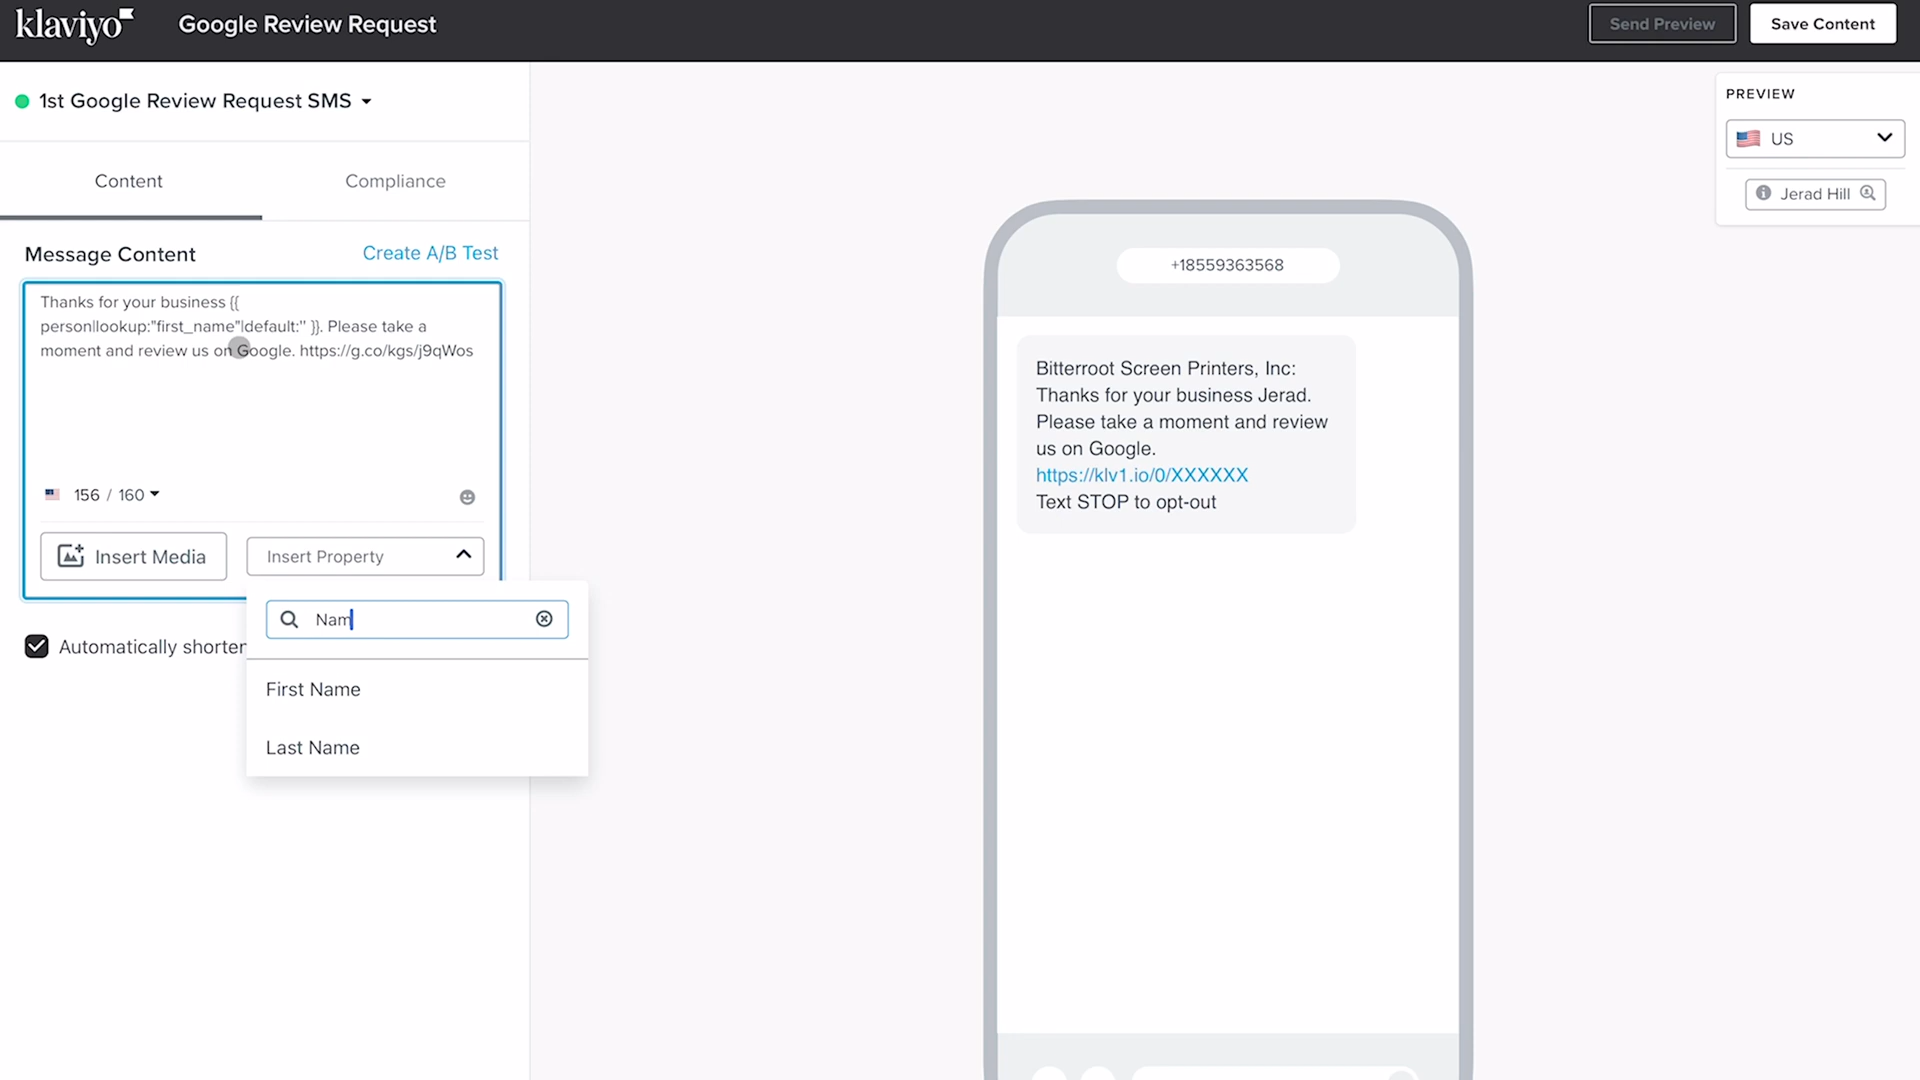 klaviyo
Google Review Request
Send Preview
Save Content
1st Google Review Request SMS
Content
Compliance
Message Content
Create A/B Test
Thanks for your business {{
person|lookup:"first_name"|default:'' }}. Please take a
moment and review us on Google. https://g.co/kgs/j9qWos
156 / 160
Insert Media
Insert Property
Nam
Automatically shorten
First Name
Last Name
PREVIEW
US
Jerad Hill
+18559363568
Bitterroot Screen Printers, Inc:
Thanks for your business Jerad.
Please take a moment and review
us on Google.
https://klv1.io/0/XXXXXX
Text STOP to opt-out